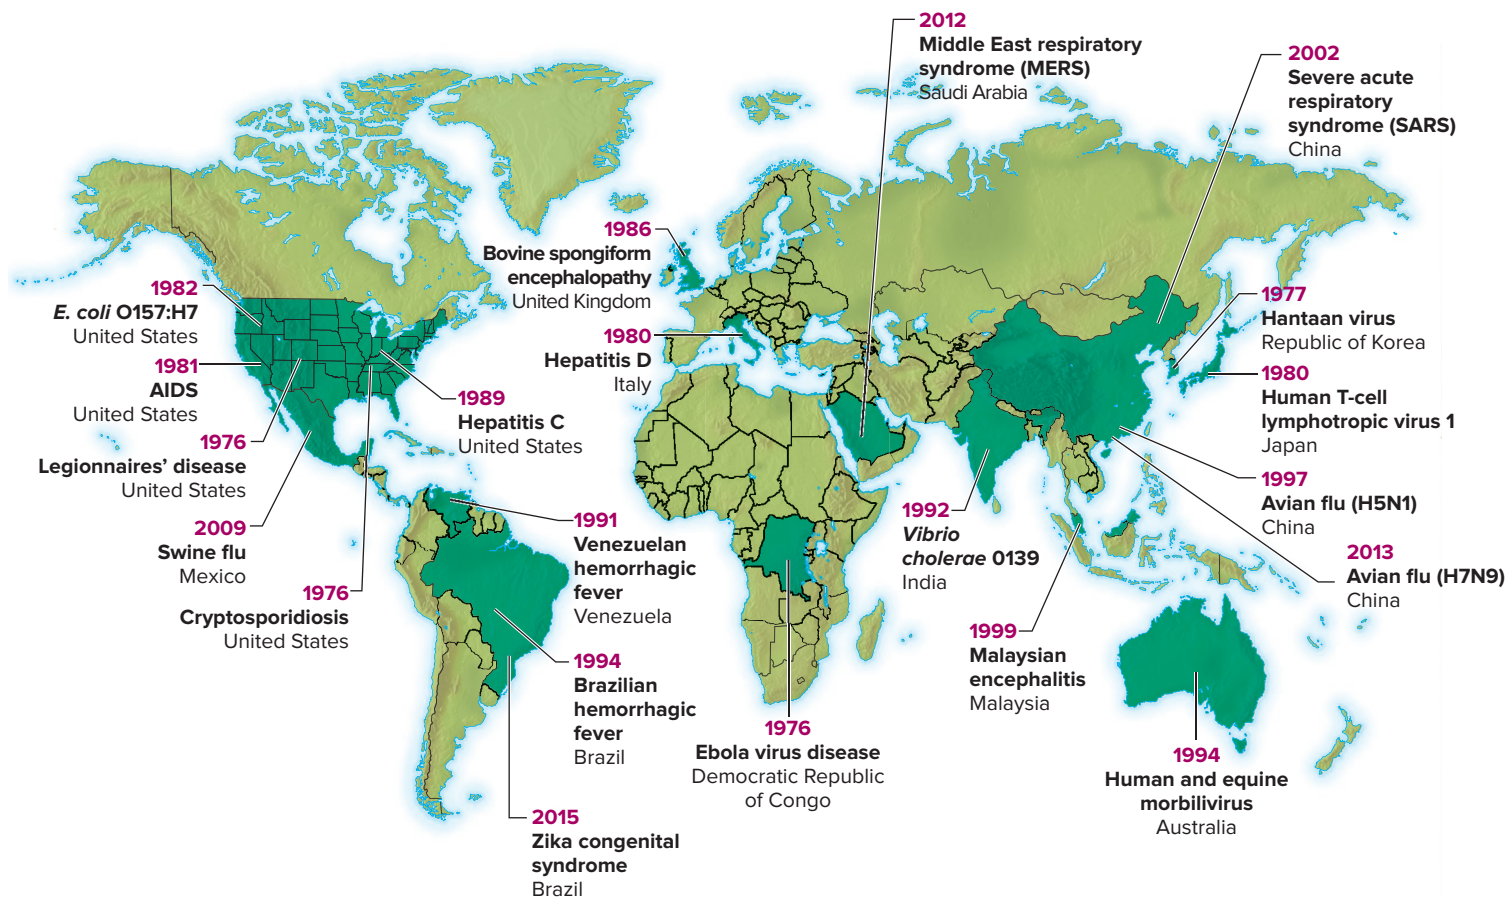 2012
Middle East respiratory
syndrome (MERS)
Saudi Arabia
2002
Severe acute
respiratory
syndrome (SARS)
China
1986
Bovine spongiform
encephalopathy
United Kingdom
1982
E. coli O157:H7
United States
1977
Hantaan virus
Republic of Korea
1980
Hepatitis D
Italy
1981
AIDS
United States
1980
Human T-cell
lymphotropic virus 1
Japan
1989
Hepatitis C
United States
1976
Legionnaires’ disease
United States
1997
Avian flu (H5N1)
China
1992
Vibrio
cholerae 0139
India
2009
Swine flu
Mexico
1991
Venezuelan
hemorrhagic
fever
Venezuela
2013
Avian flu (H7N9)
China
1976
Cryptosporidiosis
United States
1999
Malaysian
encephalitis
Malaysia
1994
Brazilian
hemorrhagic
fever
Brazil
1976
Ebola virus disease
Democratic Republic
of Congo
1994
Human and equine
morbilivirus
Australia
2015
Zika congenital
syndrome
Brazil